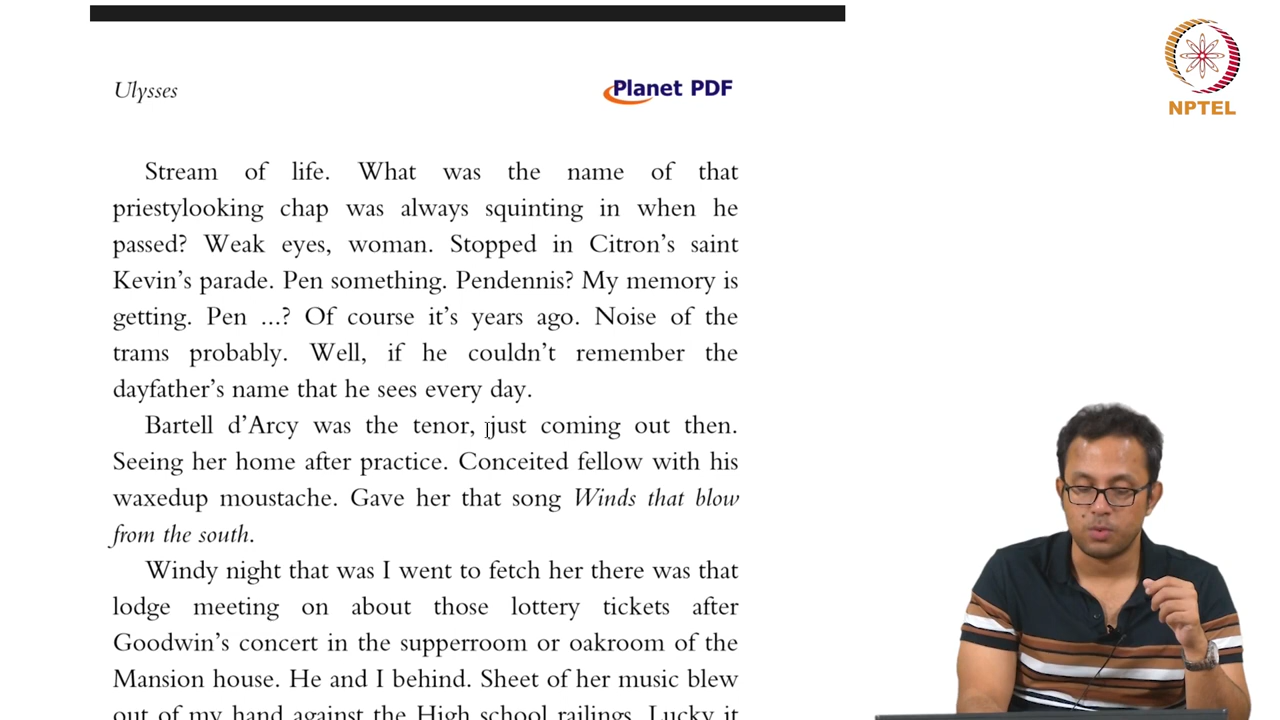 Ulysses
Planet PDF
NPTEL
Stream of life. What was the name of that
priestylooking chap was always squinting in when he
passed? Weak eyes, woman. Stopped in Citron's saint
Kevin's parade. Pen something. Pendennis? My memory is
getting. Pen ...? Of course it's years ago. Noise of the
trams probably. Well, if he couldn't remember the
dayfather's name that he sees every day.
Bartell d'Arcy was the tenor, just coming out then.
Seeing her home after practice. Conceited fellow with his
waxedup moustache. Gave her that song Winds that blow
from the south.
Windy night that was I went to fetch her there was that
lodge meeting on about those lottery tickets after
Goodwin's concert in the supperroom or oakroom of the
Mansion house. He and I behind. Sheet of her music blew
out of my hand against the High school railings. Lucky it